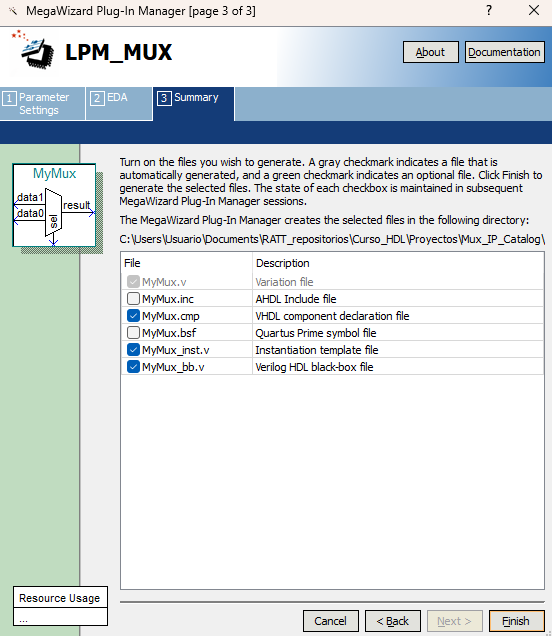 MegaWizard Plug-In Manager [page 3 of 3]
?
LPM_MUX
About
Documentation
1 Parameter Settings
2 EDA
3 Summary
MyMux
data1
data0
result
sel
Turn on the files you wish to generate. A gray checkmark indicates a file that is
automatically generated, and a green checkmark indicates an optional file. Click Finish to
generate the selected files. The state of each checkbox is maintained in subsequent
MegaWizard Plug-In Manager sessions.
The MegaWizard Plug-In Manager creates the selected files in the following directory:
C:\Users\Usuario\Documents\RATT_repositorios\Curso_HDL\Proyectos\Mux_IP_Catalog\
File Description
MyMux.v Variation file
MyMux.inc AHDL Include file
MyMux.cmp VHDL component declaration file
MyMux.bsf Quartus Prime symbol file
MyMux_inst.v Instantiation template file
MyMux_bb.v Verilog HDL black-box file
Resource Usage
...
Cancel
< Back
Next >
Finish